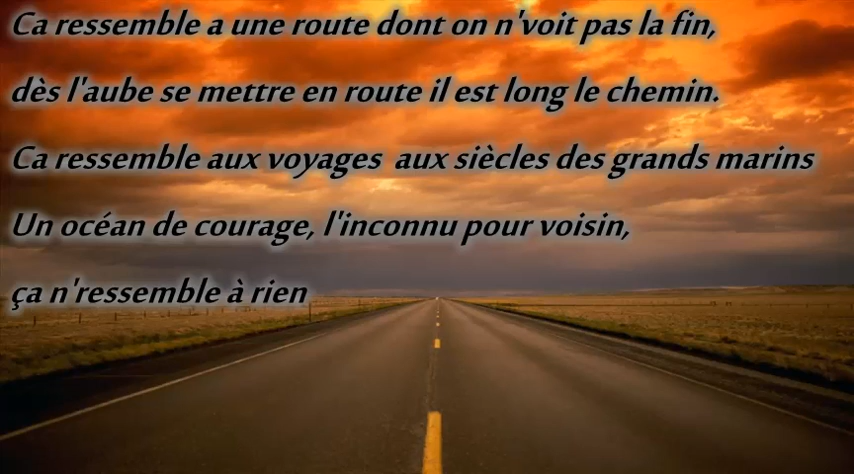 Ca ressemble a une route dont on n'voit pas la fin,
dès l'aube se mettre en route il est long le chemin.
Ca ressemble aux voyages aux siècles des grands marins
Un océan de courage, l'inconnu pour voisin,
ça n'ressemble à rien